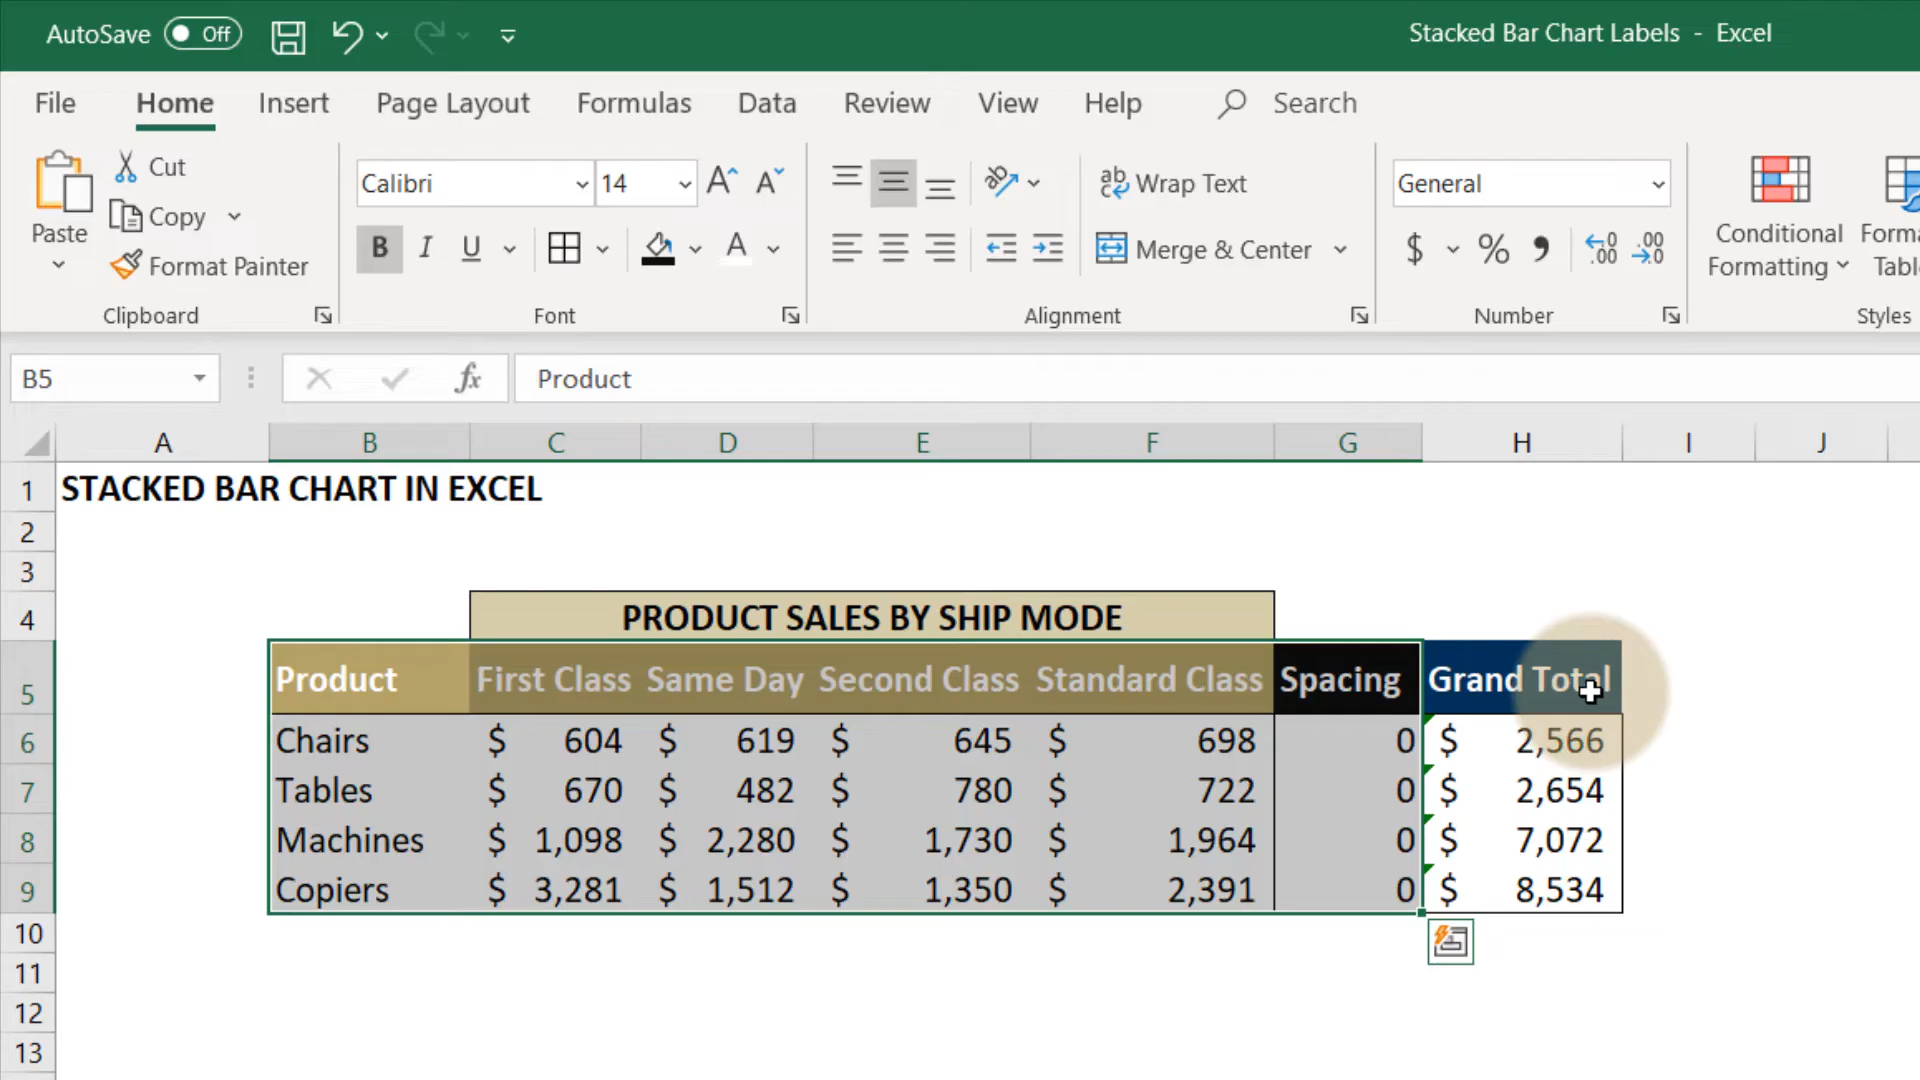 AutoSave Off Stacked Bar Chart Labels - Excel
File Home Insert Page Layout Formulas Data Review View Help Search
Paste Cut Copy Format Painter Clipboard
Calibri 14 A A B I U A Font
ab Wrap Text Merge & Center Alignment
General $ % , .00 .00 Number
Conditional Formatting Styles
B5 fx Product
A B C D E F G H I J
1 STACKED BAR CHART IN EXCEL
2
3
4 PRODUCT SALES BY SHIP MODE
5 Product First Class Same Day Second Class Standard Class Spacing Grand Total
6 Chairs $ 604 $ 619 $ 645 $ 698 0 $ 2,566
7 Tables $ 670 $ 482 $ 780 $ 722 0 $ 2,654
8 Machines $ 1,098 $ 2,280 $ 1,730 $ 1,964 0 $ 7,072
9 Copiers $ 3,281 $ 1,512 $ 1,350 $ 2,391 0 $ 8,534
10
11
12
13